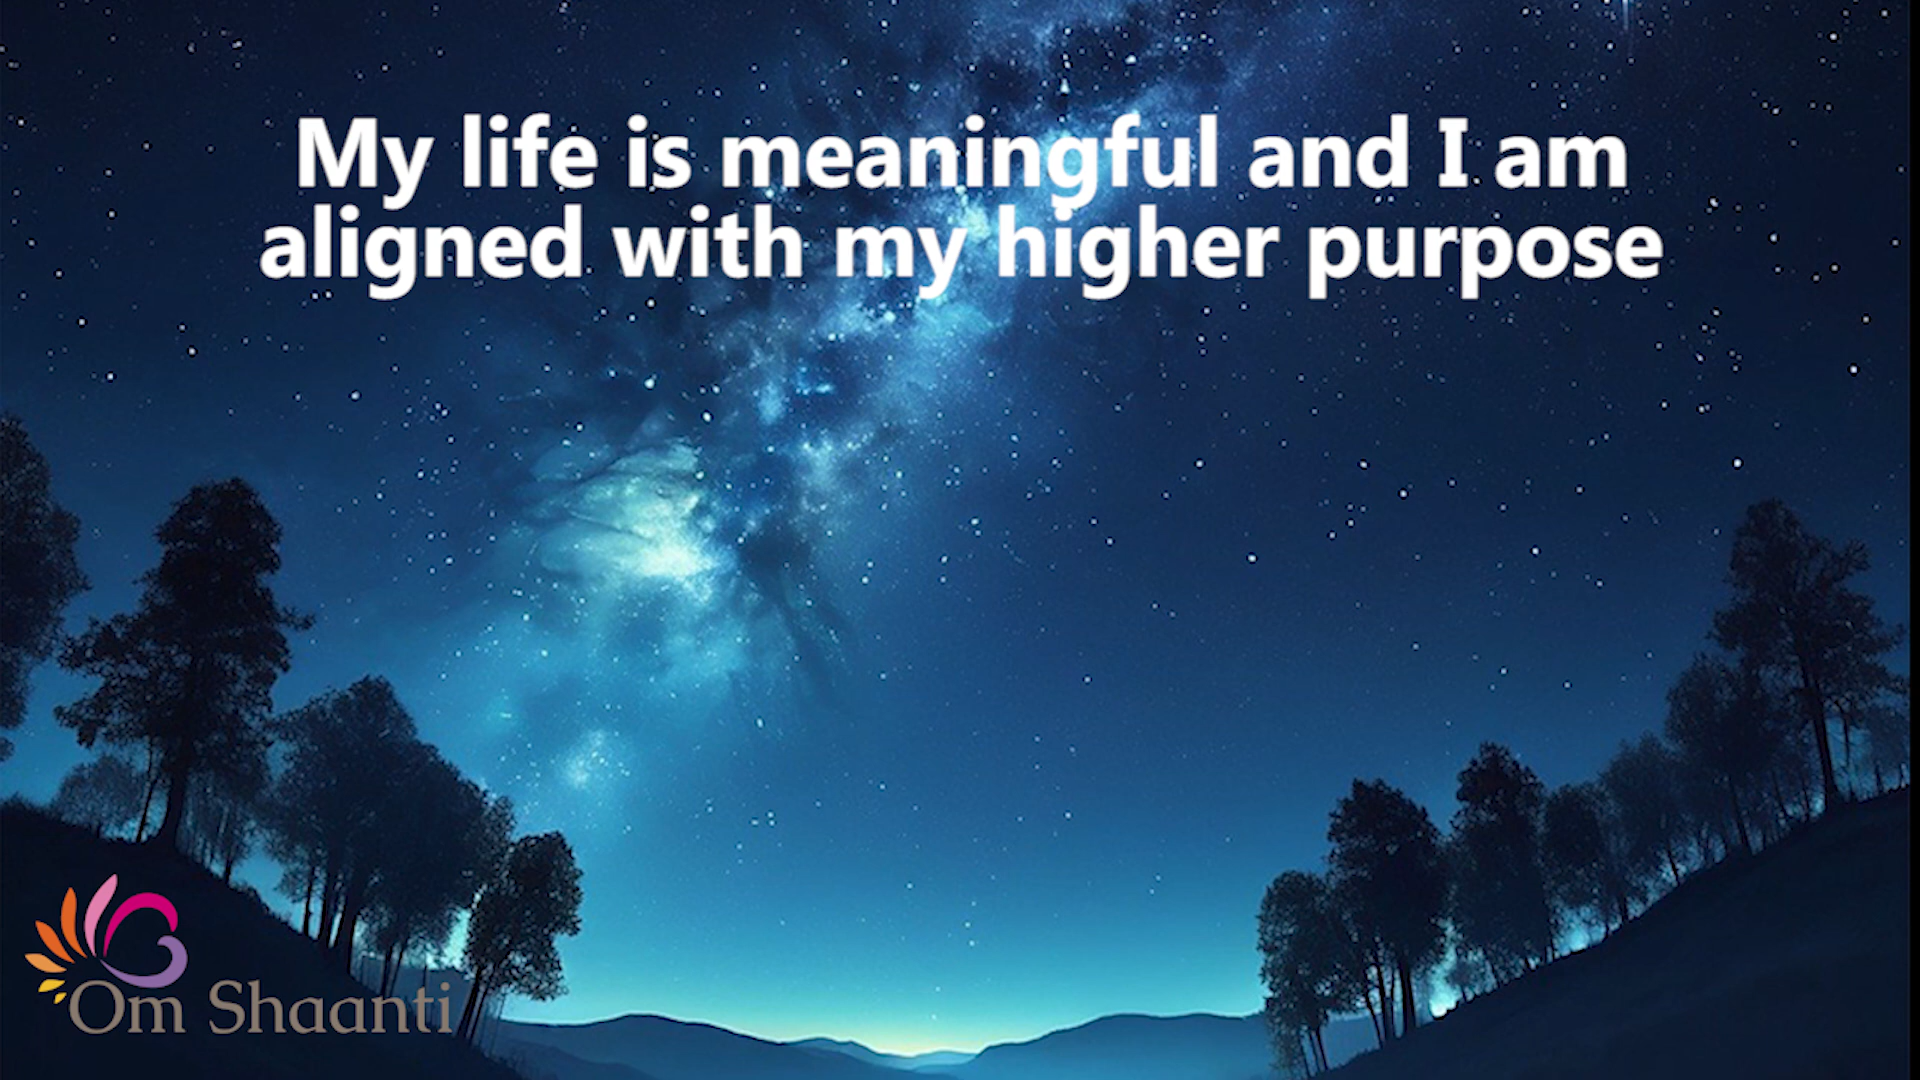 My life is meaningful and I am
aligned with my higher purpose
Om Shaanti